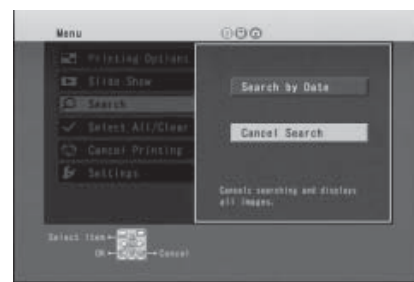 Menu
Printing Options
Slide Show
Search
Select All/Clear
Cancel Printing
Settings
Search by Date
Cancel Search
Cancels searching and displays
all images.
Select Item
OK
Cancel